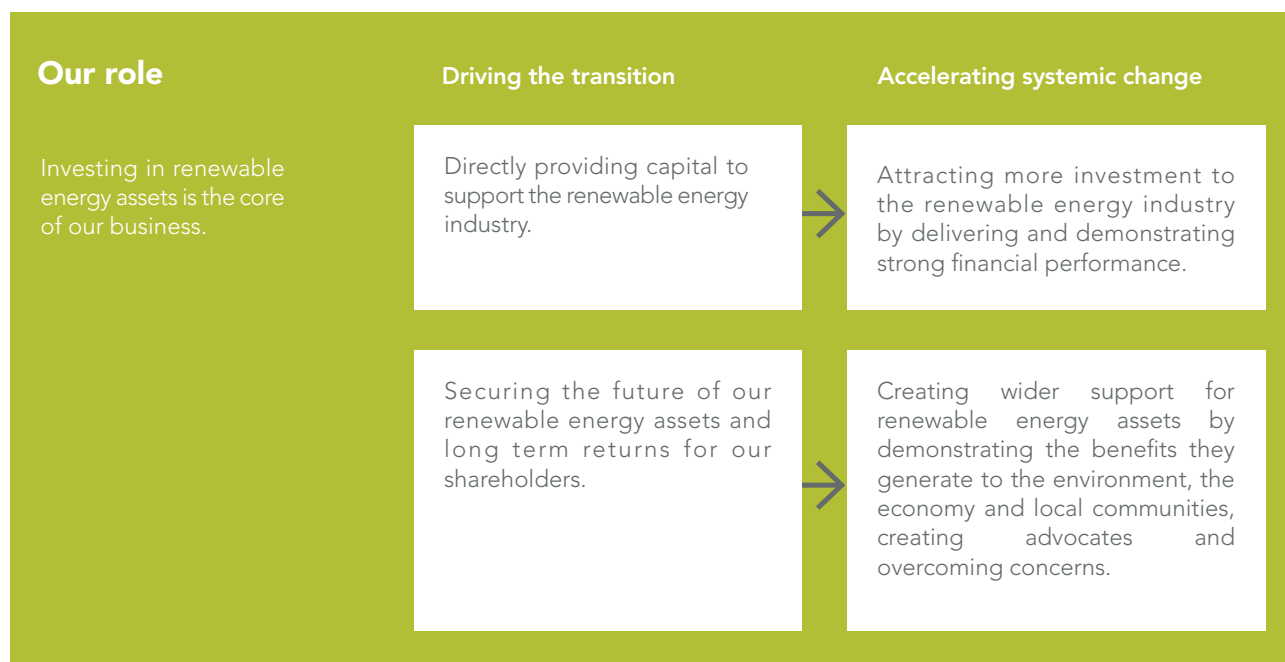 Our role
Investing in renewable
energy assets is the core
of our business.
Driving the transition
Directly providing capital to
support the renewable energy
industry.
Securing the future of our
renewable energy assets and
long term returns for our
shareholders.
Accelerating systemic change
Attracting more investment to
the renewable energy industry
by delivering and demonstrating
strong financial performance.
Creating wider support for
renewable energy assets by
demonstrating the benefits they
generate to the environment, the
economy and local communities,
creating advocates and
overcoming concerns.